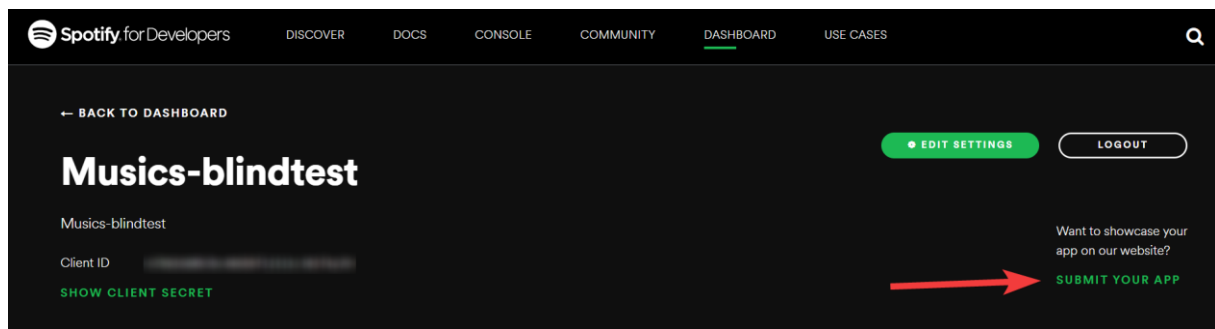 Spotify for Developers DISCOVER DOCS CONSOLE COMMUNITY DASHBOARD USE CASES
← BACK TO DASHBOARD
EDIT SETTINGS LOGOUT
Musics-blindtest
Musics-blindtest
Want to showcase your
app on our website?
Client ID
SHOW CLIENT SECRET
SUBMIT YOUR APP